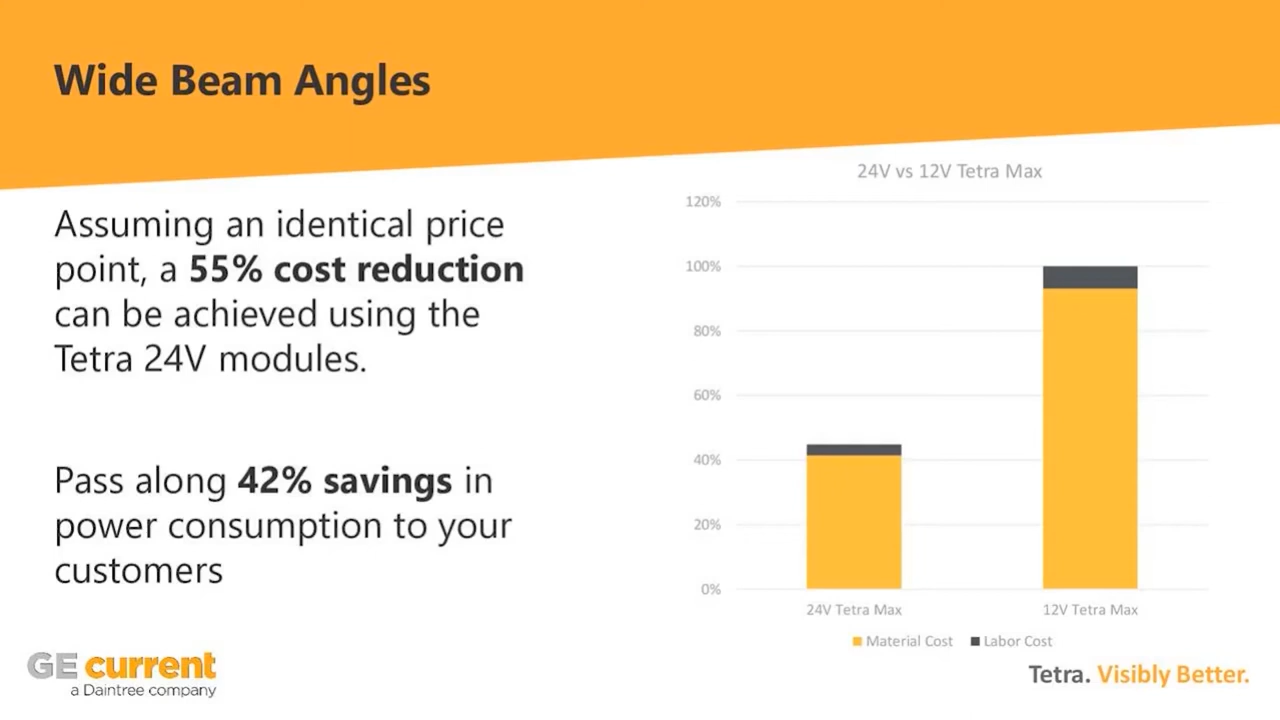 Wide Beam Angles
Assuming an identical price
point, a 55% cost reduction
can be achieved using the
Tetra 24V modules.
Pass along 42% savings in
power consumption to your
customers
24V vs 12V Tetra Max
120%
100%
80%
60%
40%
20%
0%
24V Tetra Max 12V Tetra Max
Material Cost Labor Cost
GE current
a Daintree company
Tetra. Visibly Better.